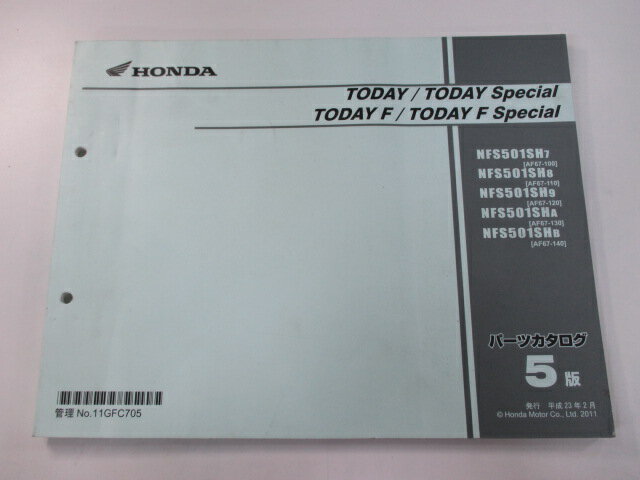 HONDA
TODAY / TODAY Special
TODAY F / TODAY F Special
NFS501SH7
[AF67-100]
NFS501SH8
[AF67-110]
NFS501SH9
[AF67-120]
NFS501SHA
[AF67-130]
NFS501SHB
[AF67-140]
パーツカタログ
5版
発行 平成23年2月
© Honda Motor Co., Ltd. 2011
管理 No.11GFC705